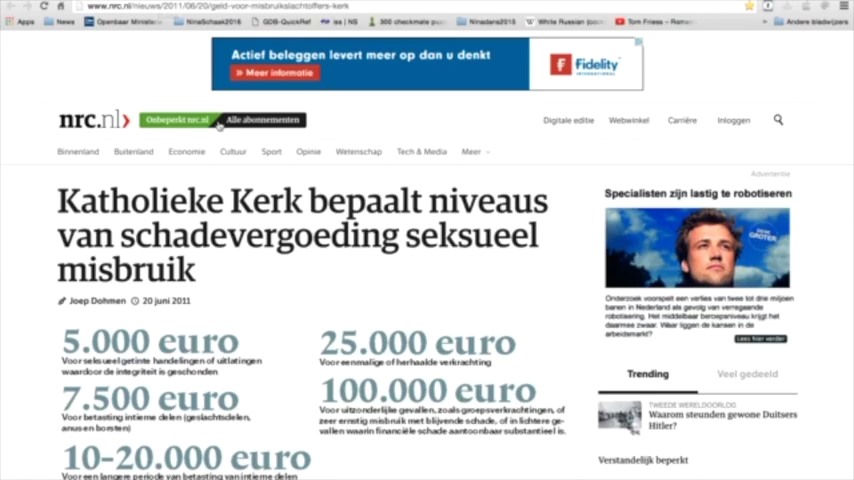 www.nrc.nl/nieuws/2011/06/20/geld-voor-misbruikslachtoffers-kerk
Apps News Openbaar Ministeri NinaSchaak2016 GDB-QuickRef isa | NS 300 checkmate pu Ninadans2015 White Russian (coc Tom Friess - Rama » Andere bladwijzers
Actief beleggen levert meer op dan u denkt
» Meer informatie
Fidelity
INTERNATIONAL
nrc.nl›
Onbeperkt nrc.nl Alle abonnementen
Digitale editie Webwinkel Carrière Inloggen
Binnenland Buitenland Economie Cultuur Sport Opinie Wetenschap Tech & Media Meer
Advertentie
Katholieke Kerk bepaalt niveaus
van schadevergoeding seksueel
misbruik
Joep Dohmen 20 juni 2011
5.000 euro
Voor seksueel getinte handelingen of uitlatingen
waardoor de integriteit is geschonden
7.500 euro
Voor betasting intieme delen (geslachtsdelen,
anus en borsten)
10-20.000 euro
Voor een langere periode van betasting van intieme delen
25.000 euro
Voor eenmalige of herhaalde verkrachting
100.000 euro
Voor uitzonderlijke gevallen, zoals groepsverkrachtingen, of
zeer ernstig misbruik met blijvende schade, of in lichtere ge-
vallen waarin financiële schade aantoonbaar substantieel is.
Specialisten zijn lastig te robotiseren
DENK
GROTER
Onderzoek voorspelt een verlies van twee tot drie miljoen
banen in Nederland als gevolg van verregaande
robotisering. Het middelbaar beroepsniveau krijgt het
daarmee zwaar. Waar liggen de kansen in de
arbeidsmarkt?
Lees hier verder
Trending Veel gedeeld
TWEEDE WERELDOORLOG
Waarom steunden gewone Duitsers
Hitler?
Verstandelijk beperkt